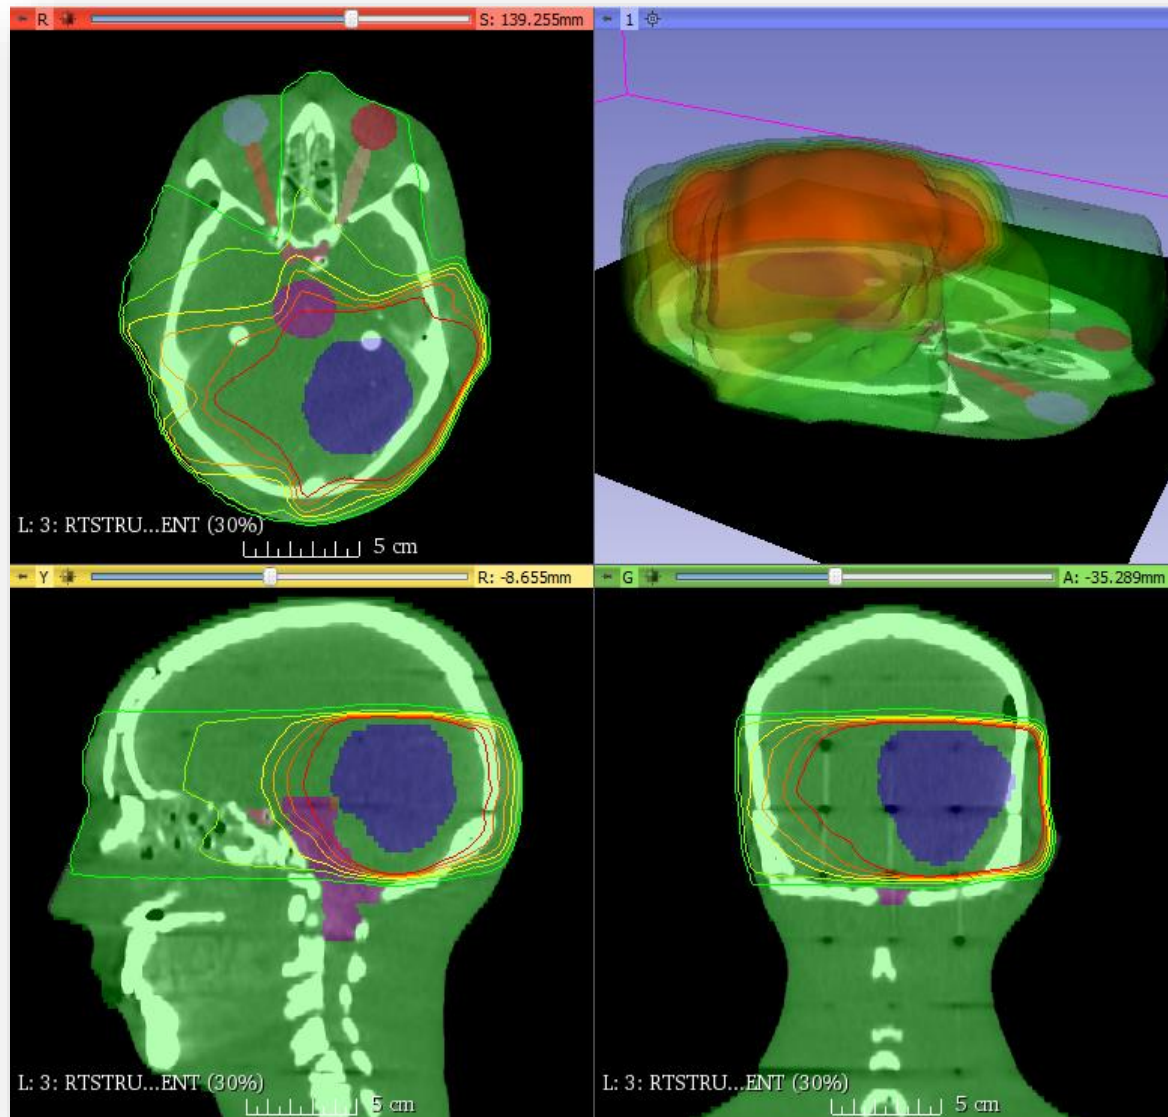 R S: 139.255mm
1
L: 3: RTSTRU...ENT (30%)
5 cm
Y R: -8.655mm
G A: -35.289mm
L: 3: RTSTRU...ENT (30%)
5 cm
L: 3: RTSTRU...ENT (30%)
5 cm